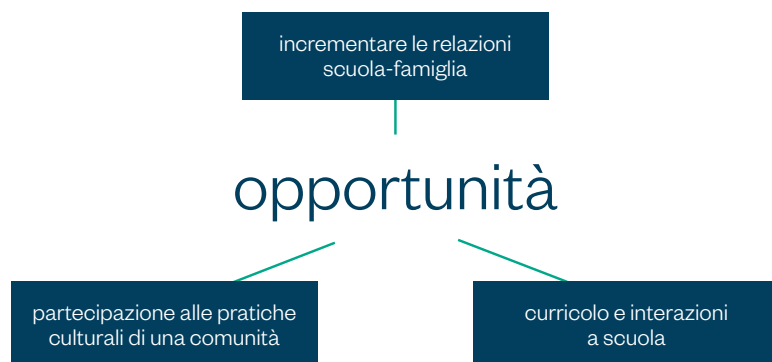 incrementare le relazioni
scuola-famiglia
opportunità
partecipazione alle pratiche
culturali di una comunità
curricolo e interazioni
a scuola